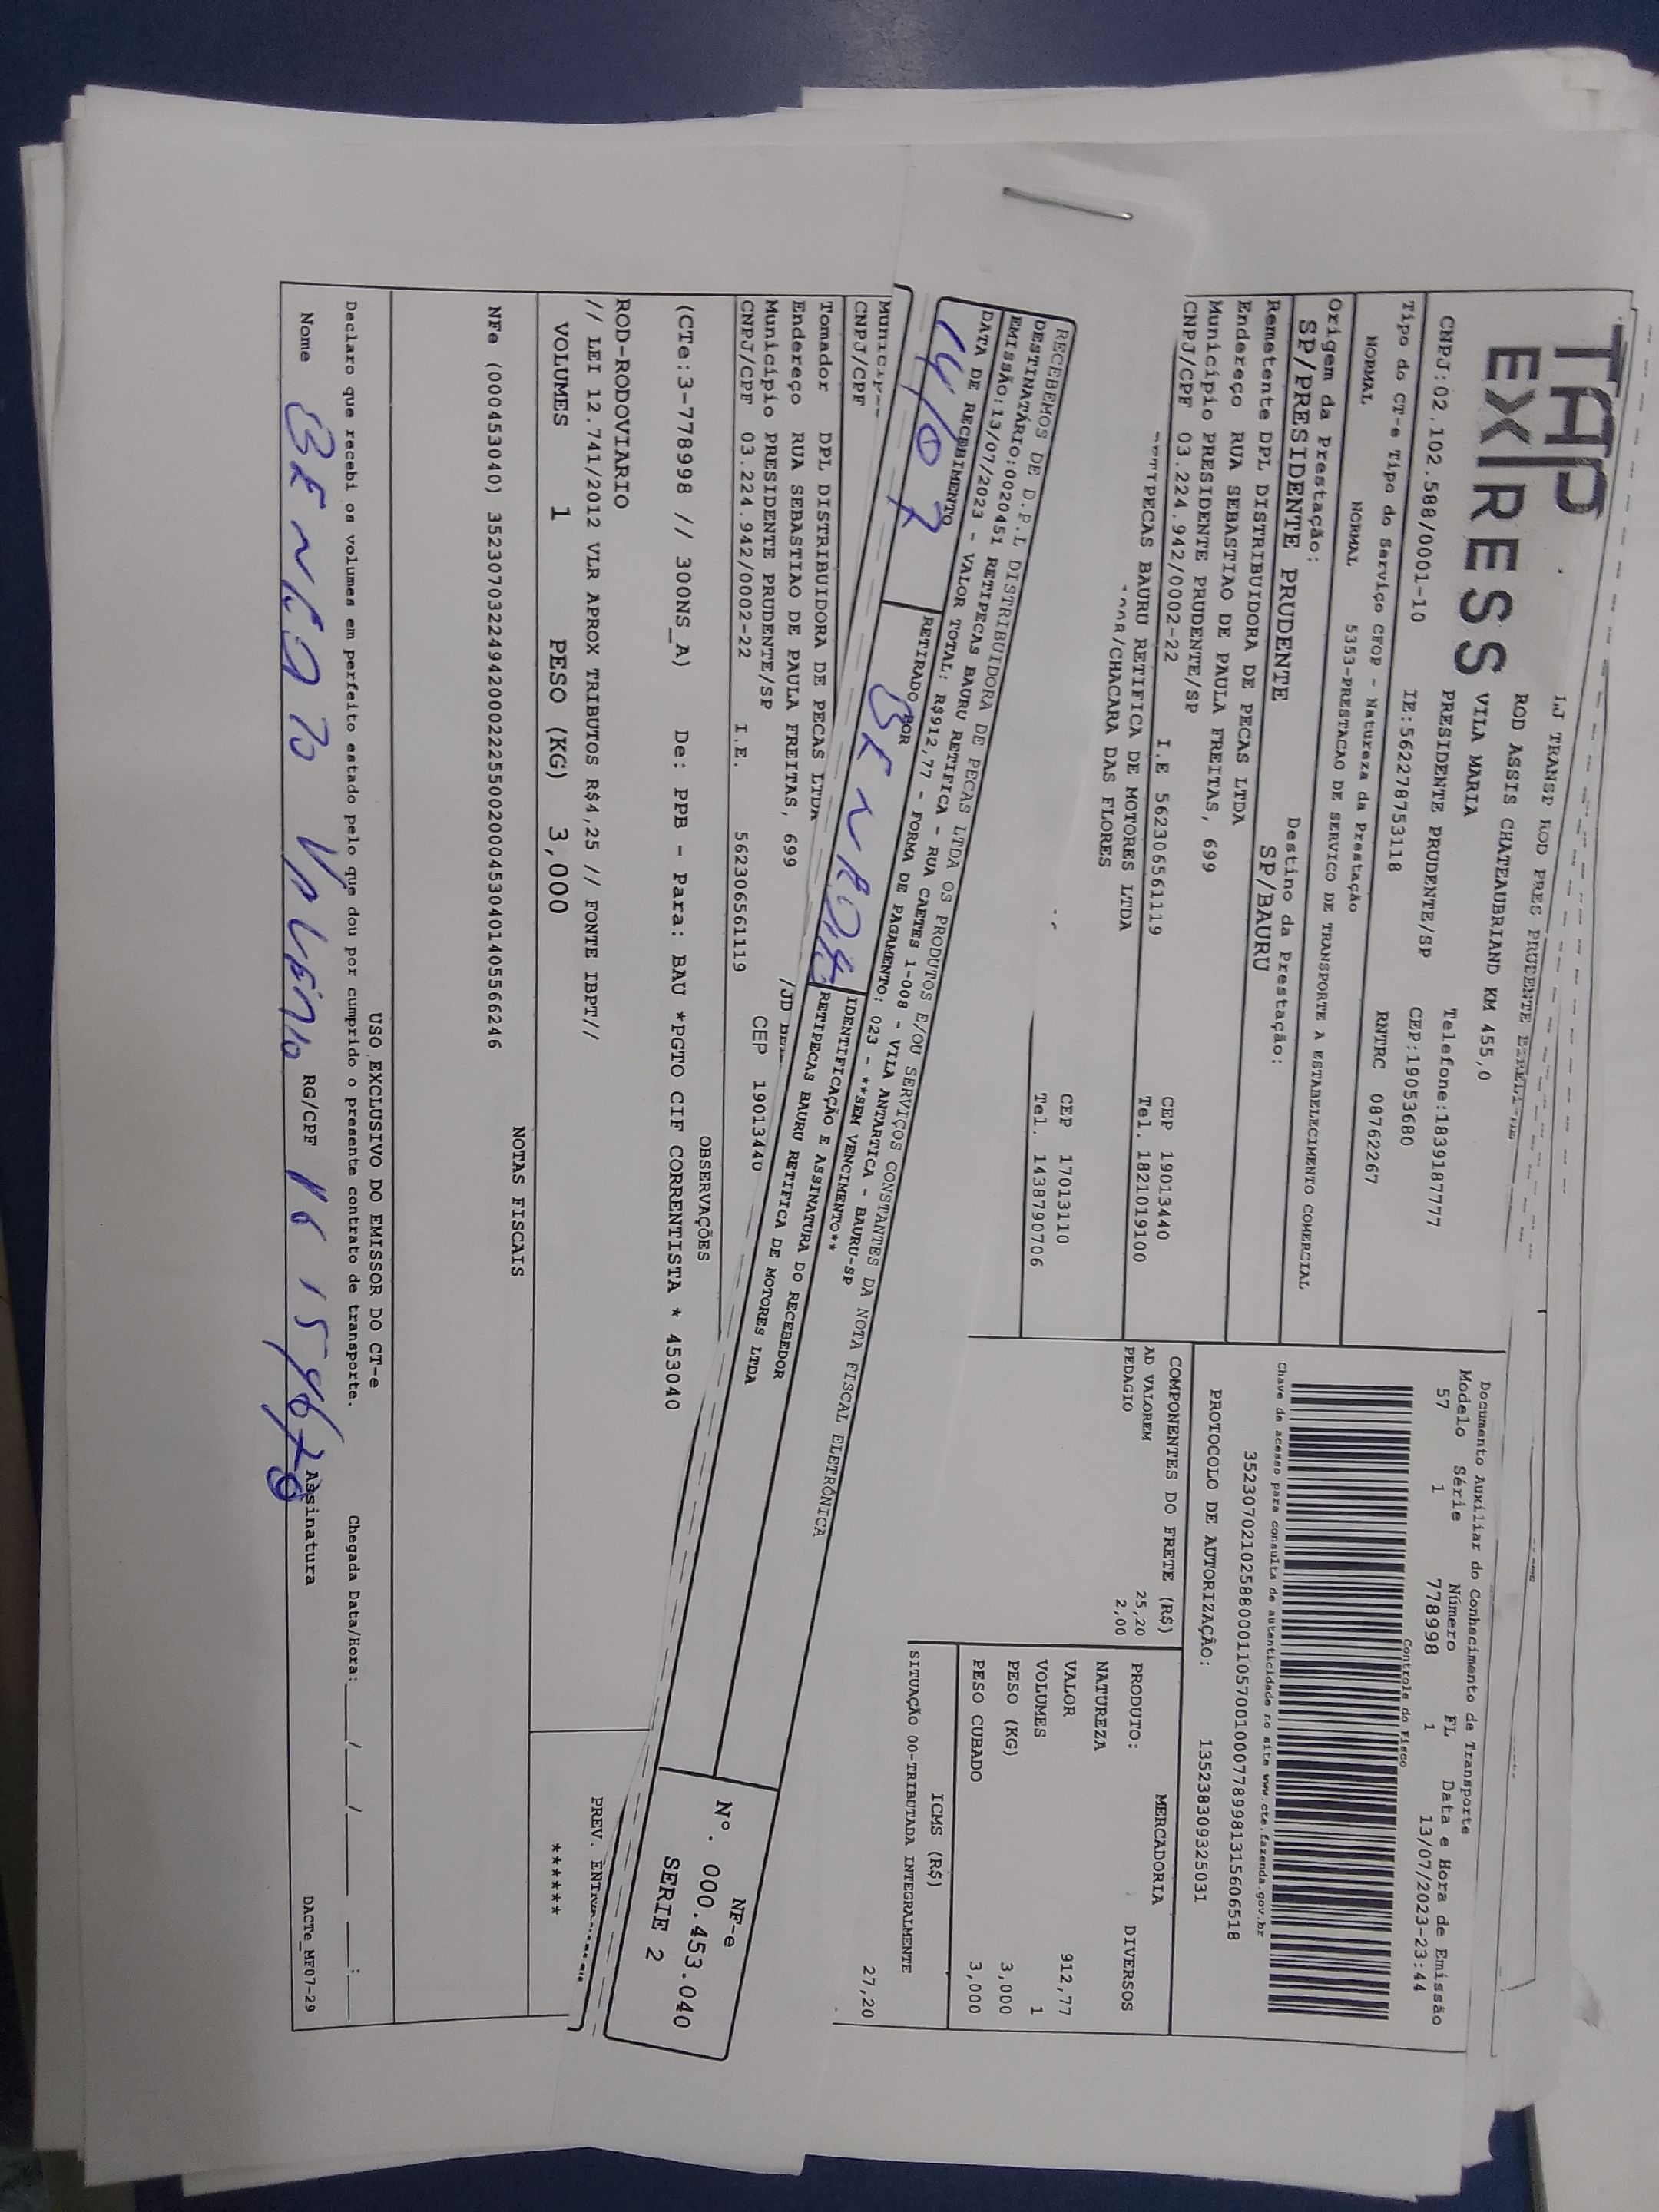 TAP
EXPRESS
LJ TRANSP ROD PRES PRUDENTE
ROD ASSIS CHATEAUBRIAND KM 455,0
VILA MARIA
PRESIDENTE PRUDENTE/SP Telefone:1839187777
CNPJ:02.102.588/0001-10 IE:562278753118 CEP:19053680
Tipo do CT-e Tipo do Serviço CFOP - Natureza da Prestação RNTRC 08762267
NORMAL NORMAL 5353-PRESTACAO DE SERVICO DE TRANSPORTE A ESTABELECIMENTO COMERCIAL
Origem da Prestação: Destino da Prestação:
SP/PRESIDENTE PRUDENTE SP/BAURU
Remetente DPL DISTRIBUIDORA DE PECAS LTDA
Endereço RUA SEBASTIAO DE PAULA FREITAS, 699
Município PRESIDENTE PRUDENTE/SP CEP 19013440
CNPJ/CPF 03.224.942/0002-22 I.E 562306561119 Tel. 1821019100
PECAS BAURU RETIFICA DE MOTORES LTDA
/CHACARA DAS FLORES
CEP 17013110
Tel. 1438790706
Documento Auxiliar do Conhecimento de Transporte
Modelo Série Número FL Data e Hora de Emissão
57 1 778998 1 13/07/2023-23:44
Controle do Fisco
Chave de acesso para consulta de autenticidade no site www.cte.fazenda.gov.br
35230702102588000110570010007789981315606518
PROTOCOLO DE AUTORIZAÇÃO: 135238309325031
COMPONENTES DO FRETE (R$)
AD VALOREM 25,20
PEDAGIO 2,00
MERCADORIA
PRODUTO: DIVERSOS
NATUREZA
VALOR 912,77
VOLUMES 1
PESO (KG) 3,000
PESO CUBADO 3,000
ICMS (R$)
SITUAÇÃO 00-TRIBUTADA INTEGRALMENTE
27,20
RECEBEMOS DE D.P.L DISTRIBUIDORA DE PECAS LTDA OS PRODUTOS E/OU SERVIÇOS CONSTANTES DA NOTA FISCAL ELETRÔNICA
DESTINATÁRIO:0020451 RETIPECAS BAURU RETIFICA - RUA CAETES 1-008 - VILA ANTARTICA - BAURU-SP
EMISSÃO:13/07/2023 - VALOR TOTAL: R$912,77 - FORMA DE PAGAMENTO: 023 - **SEM VENCIMENTO**
DATA DE RECEBIMENTO RETIRADO POR IDENTIFICAÇÃO E ASSINATURA DO RECEBEDOR
RETIPECAS BAURU RETIFICA DE MOTORES LTDA
14/07
NF-e
Nº. 000.453.040
SERIE 2
CNPJ/CPF
Tomador DPL DISTRIBUIDORA DE PECAS LTDA
Endereço RUA SEBASTIAO DE PAULA FREITAS, 699
Município PRESIDENTE PRUDENTE/SP CEP 19013440
CNPJ/CPF 03.224.942/0002-22 I.E. 562306561119
OBSERVAÇÕES
(CTe:3-778998 // 300NS_A) De: PPB - Para: BAU *PGTO CIF CORRENTISTA * 453040
ROD-RODOVIARIO
// LEI 12.741/2012 VLR APROX TRIBUTOS R$4,25 // FONTE IBPT//
VOLUMES 1 PESO (KG) 3,000
PREV.
******
NOTAS FISCAIS
NFe (000453040) 35230703224942000222550020004530401405566246
USO EXCLUSIVO DO EMISSOR DO CT-e
Declaro que recebi os volumes em perfeito estado pelo que dou por cumprido o presente contrato de transporte. Chegada Data/Hora:____/____/____ ___:___
Nome RG/CPF Assinatura DACTe_MF07-29